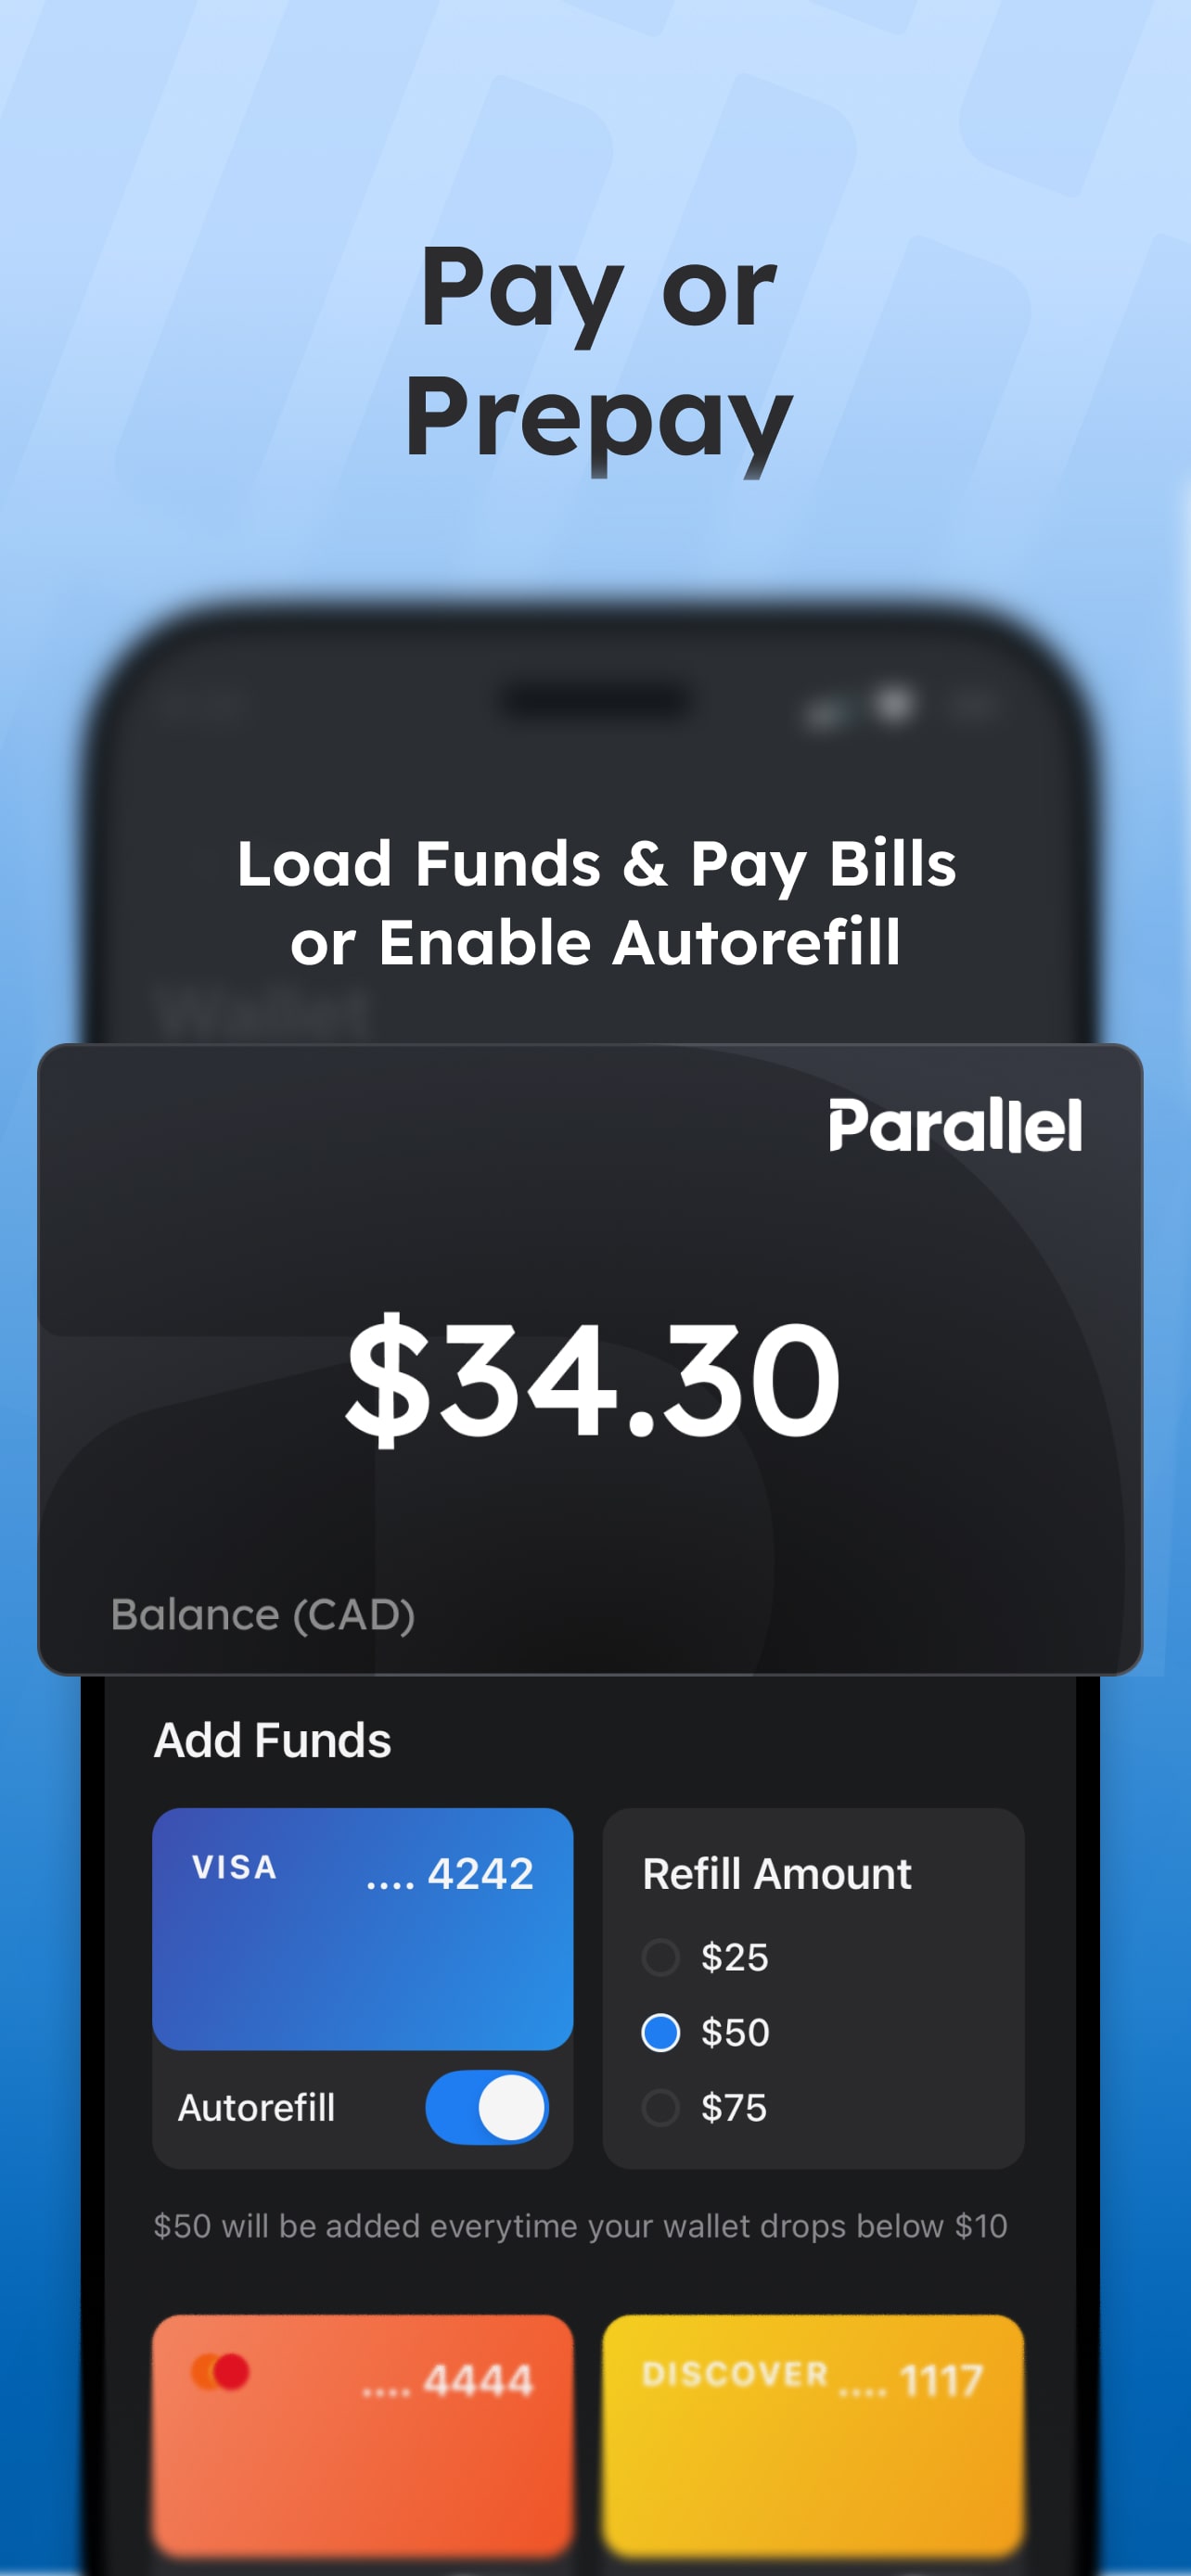 Pay or
Prepay
Load Funds & Pay Bills
or Enable Autorefill
Wallet
Parallel
$34.30
Balance (CAD)
Add Funds
VISA .... 4242
Autorefill
Refill Amount
$25
$50
$75
$50 will be added everytime your wallet drops below $10
.... 4444
DISCOVER .... 1117